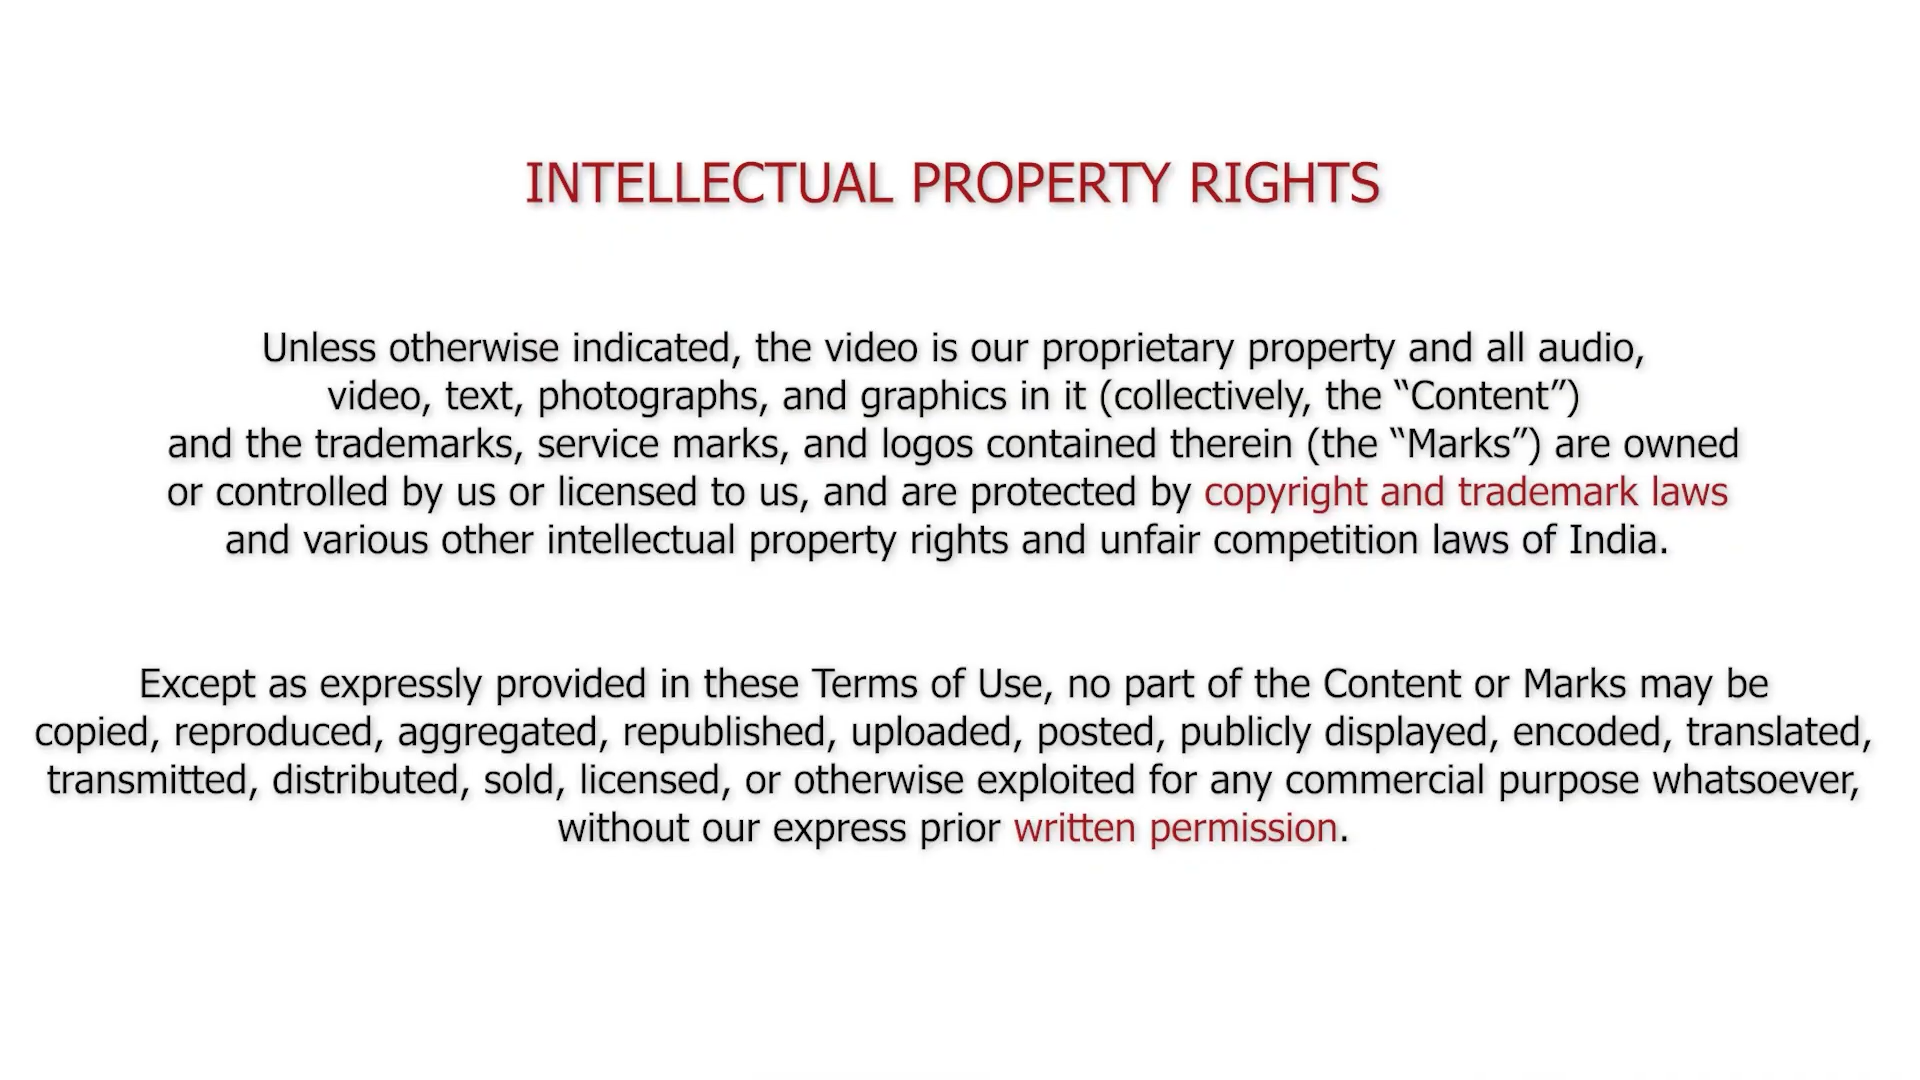 INTELLECTUAL PROPERTY RIGHTS
Unless otherwise indicated, the video is our proprietary property and all audio,
video, text, photographs, and graphics in it (collectively, the “Content”)
and the trademarks, service marks, and logos contained therein (the “Marks”) are owned
or controlled by us or licensed to us, and are protected by copyright and trademark laws
and various other intellectual property rights and unfair competition laws of India.
Except as expressly provided in these Terms of Use, no part of the Content or Marks may be
copied, reproduced, aggregated, republished, uploaded, posted, publicly displayed, encoded, translated,
transmitted, distributed, sold, licensed, or otherwise exploited for any commercial purpose whatsoever,
without our express prior written permission.